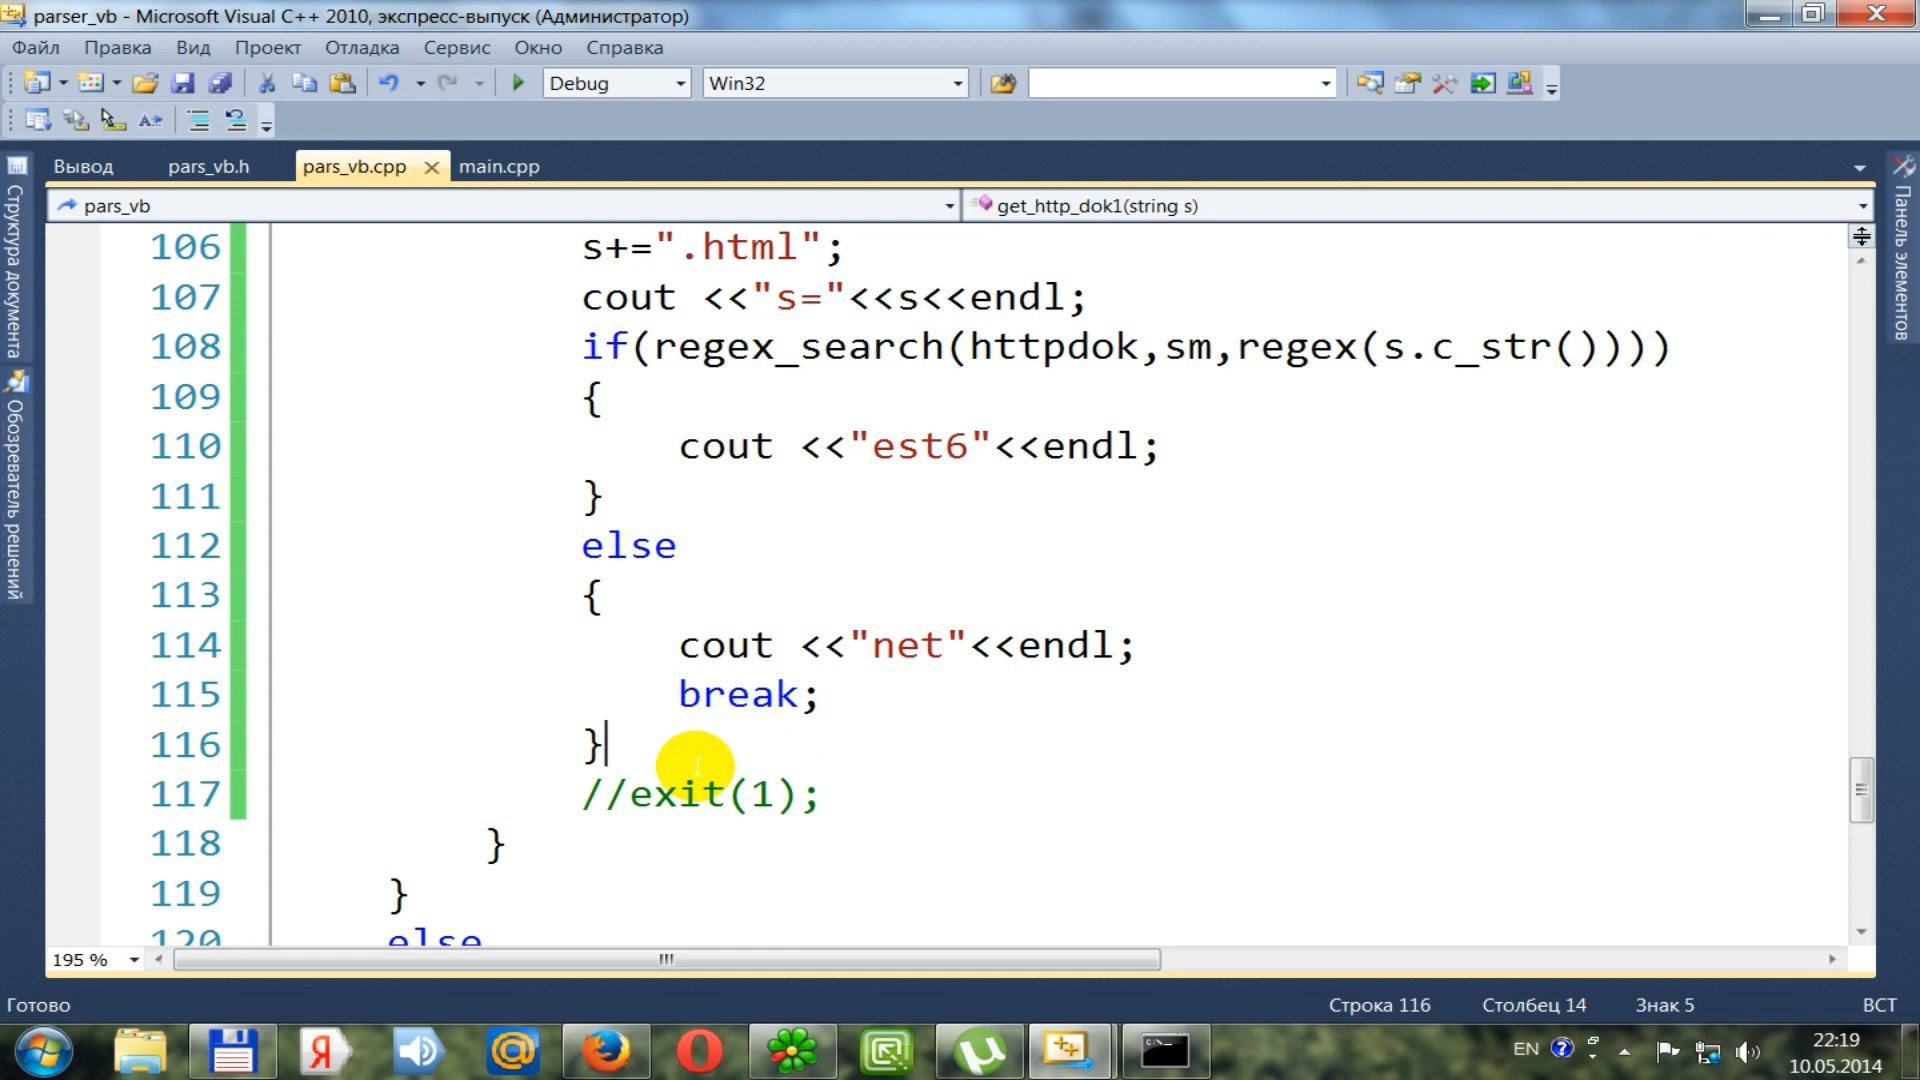 parser_vb - Microsoft Visual C++ 2010, экспресс-выпуск (Администратор)
Файл Правка Вид Проект Отладка Сервис Окно Справка
Debug Win32
Вывод pars_vb.h pars_vb.cpp main.cpp
pars_vb get_http_dok1(string s)
Структура документа
Обозреватель решений
Панель элементов
106 s+=".html";
107 cout <<"s="<<s<<endl;
108 if(regex_search(httpdok,sm,regex(s.c_str())))
109 {
110 cout <<"est6"<<endl;
111 }
112 else
113 {
114 cout <<"net"<<endl;
115 break;
116 }
117 //exit(1);
118 }
119 }
120 else
195 %
Готово Строка 116 Столбец 14 Знак 5 ВСТ
EN 22:19
10.05.2014